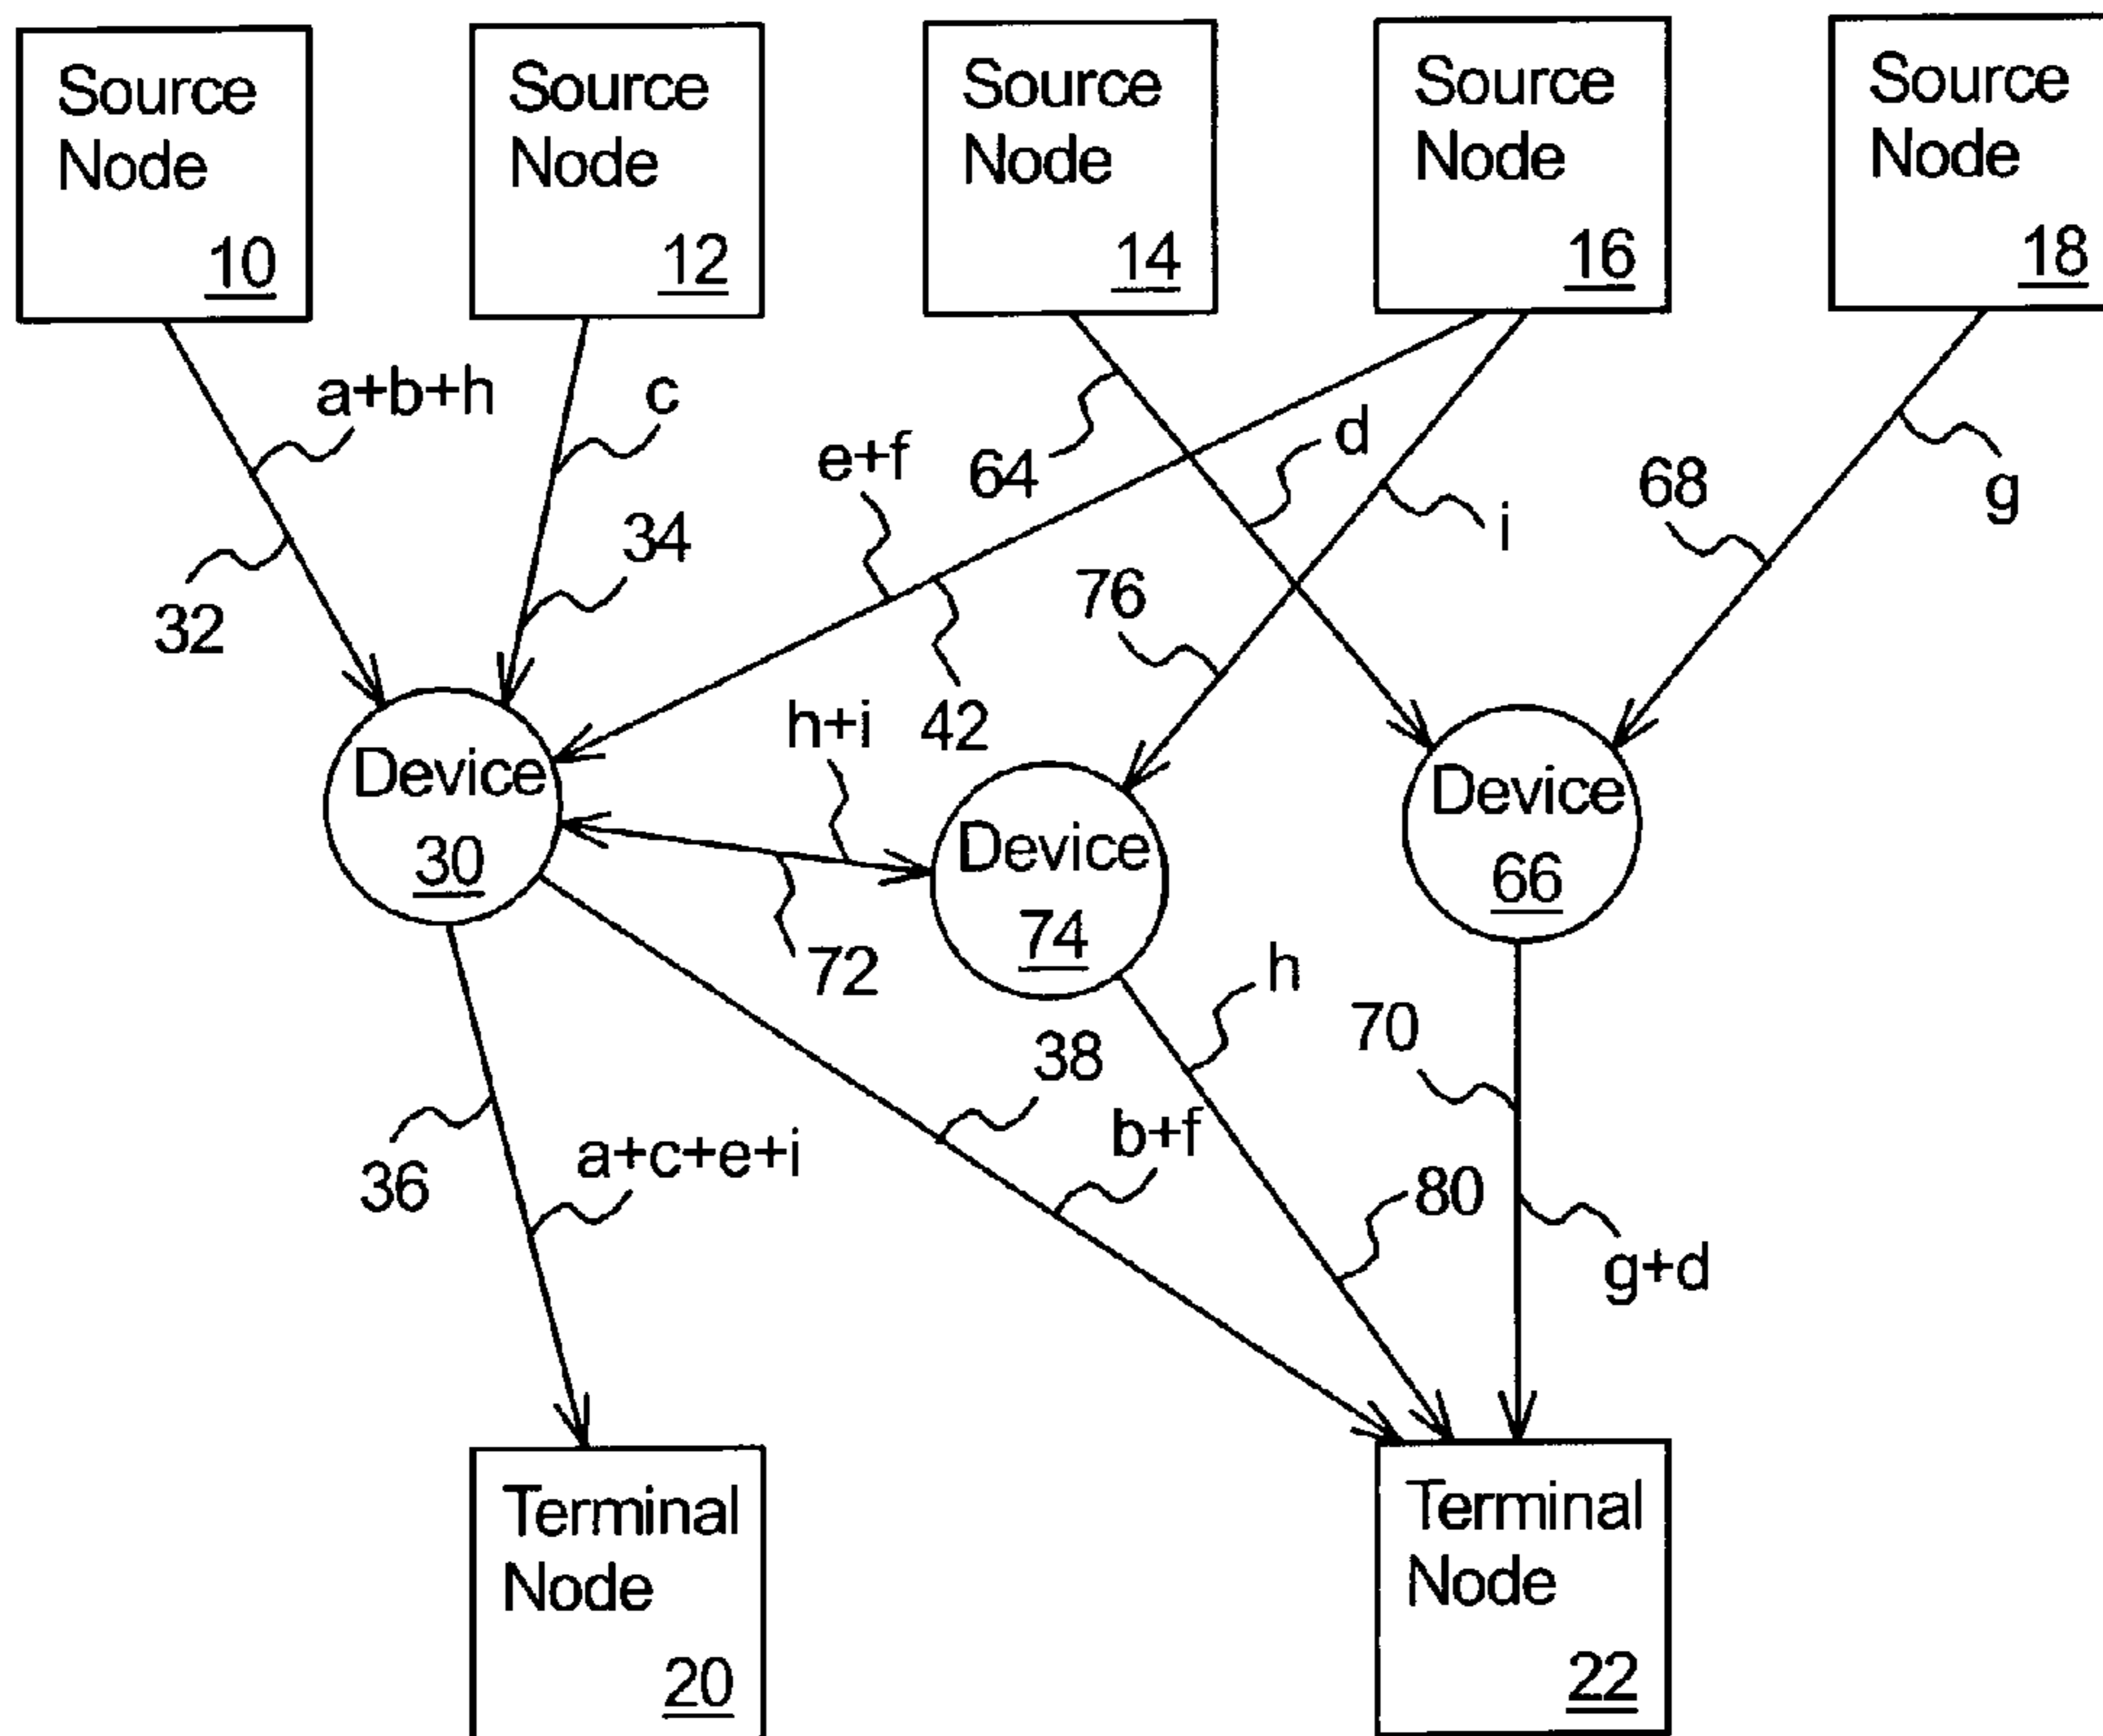 Source
Node
10
Source
Node
12
Source
Node
14
Source
Node
16
Source
Node
18
a+b+h
c
e+f
64
d
i
68
g
32
34
76
42
h+i
Device
30
Device
74
Device
66
72
h
38
70
b+f
36
a+c+e+i
80
g+d
Terminal
Node
20
Terminal
Node
22